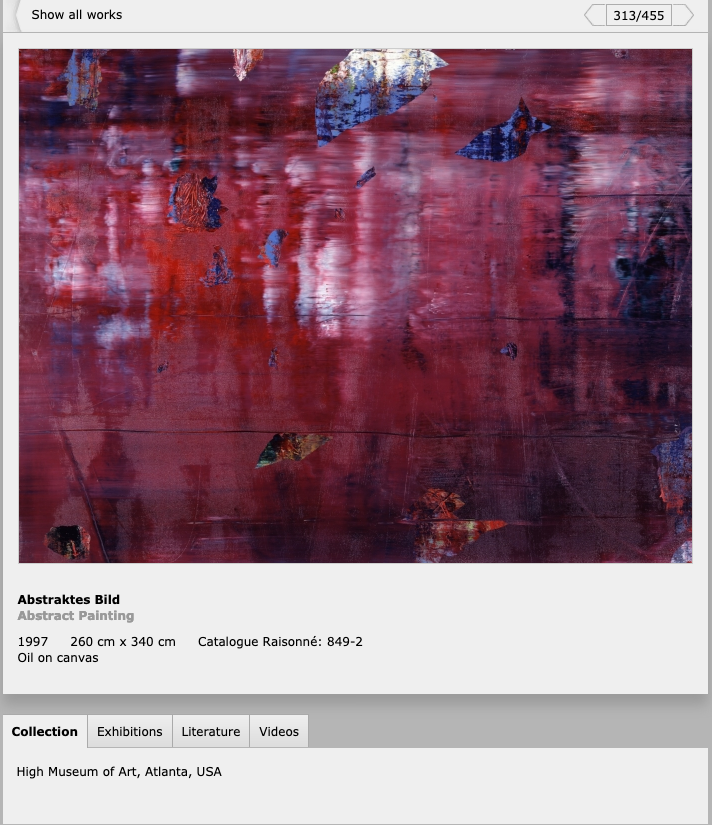 Show all works
313/455
Abstraktes Bild
Abstract Painting
1997 260 cm x 340 cm Catalogue Raisonné: 849-2
Oil on canvas
Collection Exhibitions Literature Videos
High Museum of Art, Atlanta, USA